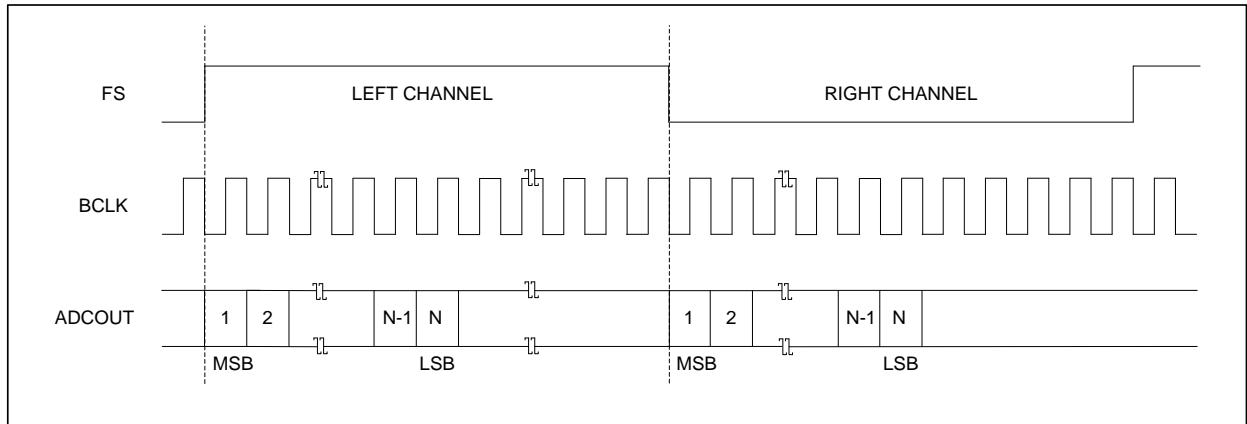 FS
LEFT CHANNEL
RIGHT CHANNEL
BCLK
ADCOUT
1 2 N-1 N 1 2 N-1 N
MSB LSB MSB LSB